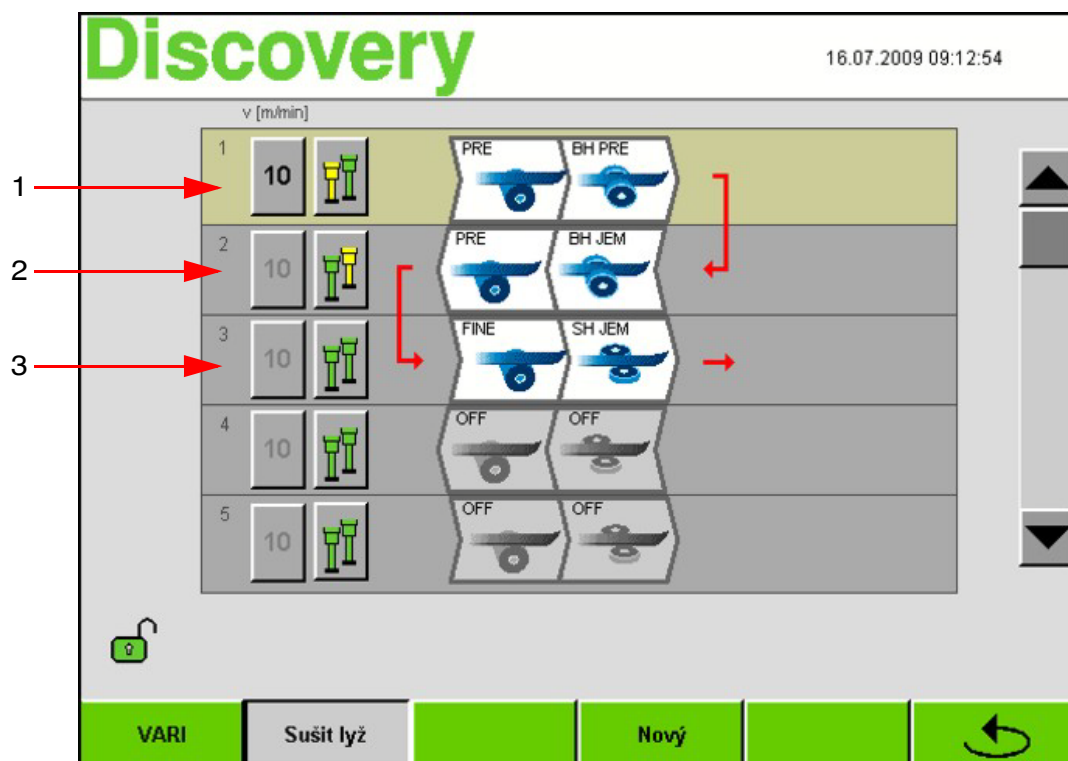 Discovery
16.07.2009 09:12:54
v [m/min]
1
1
10
PRE
BH PRE
2
2
10
PRE
BH JEM
3
3
10
FINE
SH JEM
4
10
OFF
OFF
5
10
OFF
OFF
VARI
Sušit lyž
Nový